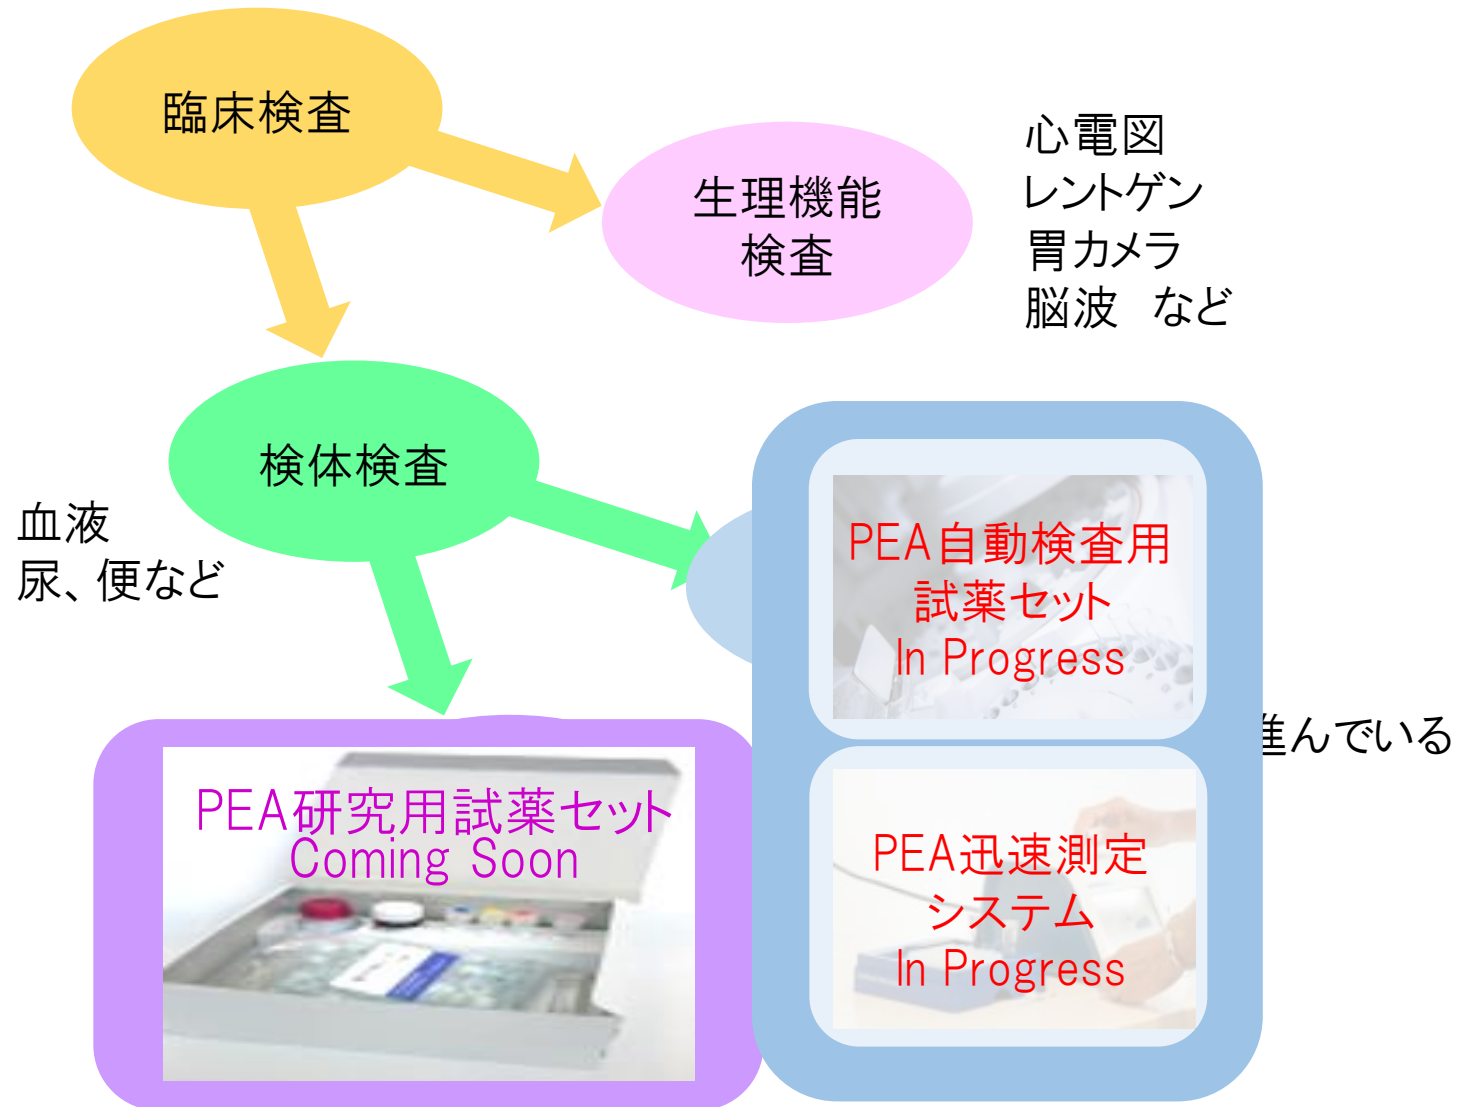 臨床検査
生理機能
検査
心電図
レントゲン
胃カメラ
脳波　など
検体検査
血液
尿、便など
PEA自動検査用
試薬セット
In Progress
進んでいる
PEA研究用試薬セット
Coming Soon
PEA迅速測定
システム
In Progress